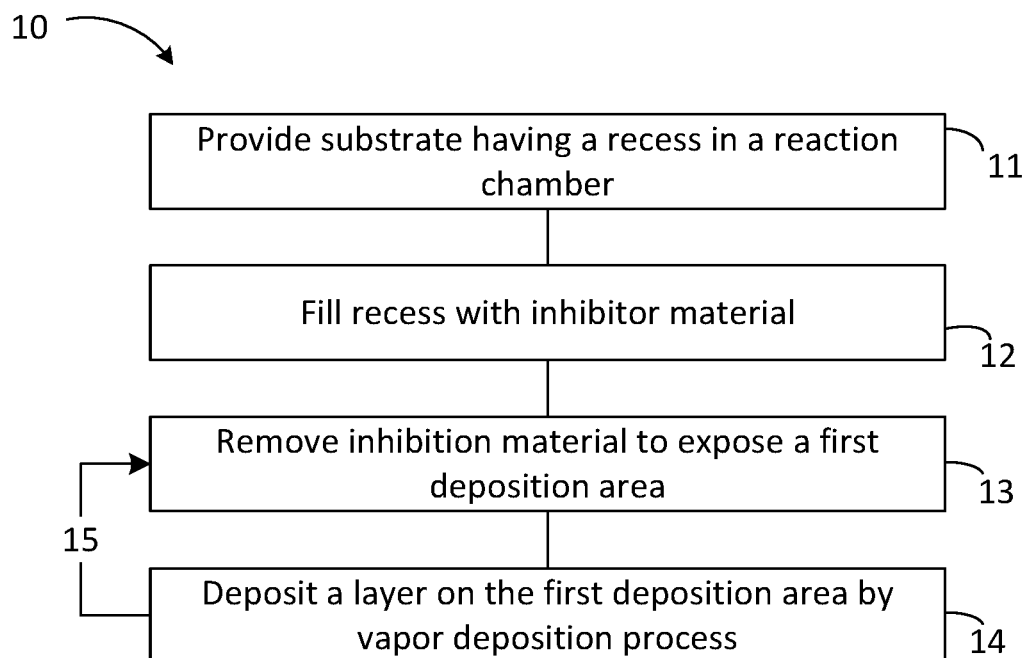 10
Provide substrate having a recess in a reaction
chamber
11
Fill recess with inhibitor material
12
Remove inhibition material to expose a first
deposition area
13
15
Deposit a layer on the first deposition area by
vapor deposition process
14